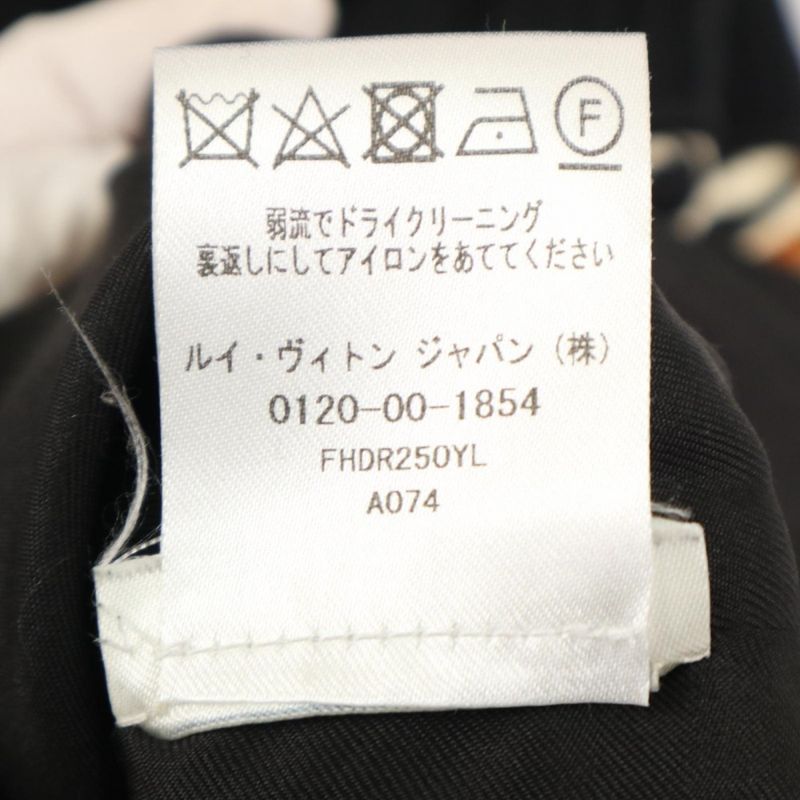 F
弱流でドライクリーニング
裏返しにしてアイロンをあててください
ルイ・ヴィトン ジャパン（株）
0120-00-1854
FHDR250YL
A074